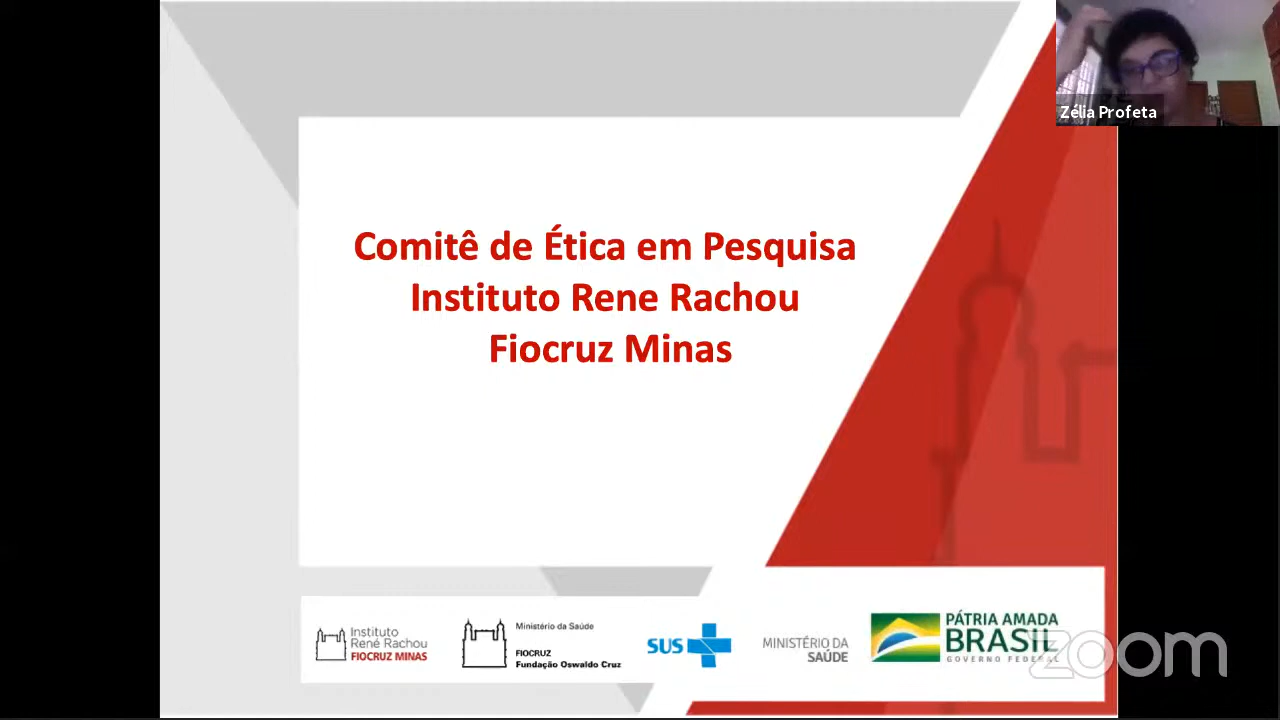 Zélia Profeta
Comitê de Ética em Pesquisa
Instituto Rene Rachou
Fiocruz Minas
Instituto
René Rachou
FIOCRUZ MINAS
Ministério da Saúde
FIOCRUZ
Fundação Oswaldo Cruz
SUS
MINISTÉRIO DA
SAÚDE
PÁTRIA AMADA
BRASIL
GOVERNO FEDERAL
zoom